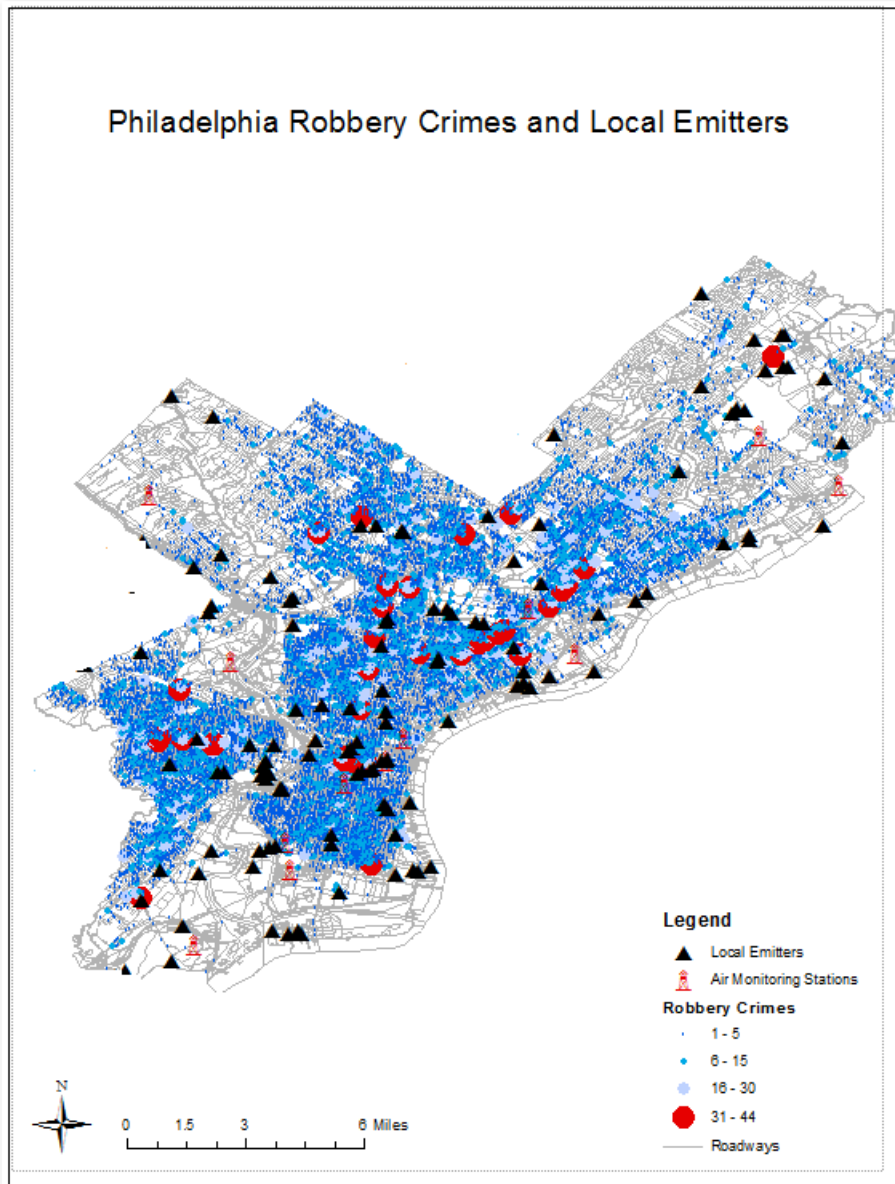 Philadelphia Robbery Crimes and Local Emitters
Legend
Local Emitters
Air Monitoring Stations
Robbery Crimes
1 - 5
6 - 15
16 - 30
31 - 44
Roadways
N
0 1.5 3 6 Miles